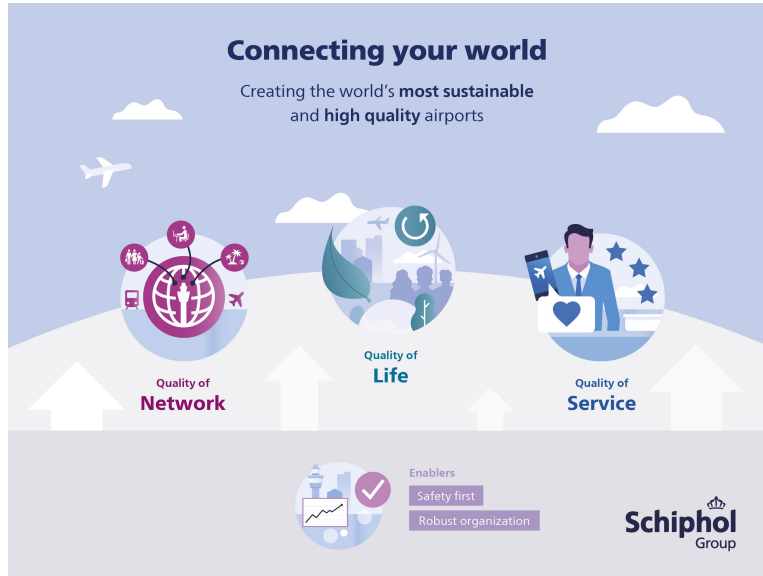 Connecting your world
Creating the world's most sustainable
and high quality airports
Quality of
Network
Quality of
Life
Quality of
Service
Enablers
Safety first
Robust organization
Schiphol
Group